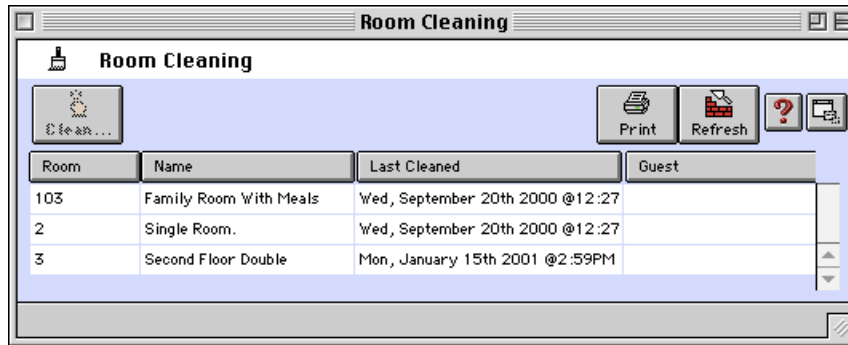 Room Cleaning
Room Cleaning
Clean...
Print Refresh ?
Room Name Last Cleaned Guest
103 Family Room With Meals Wed, September 20th 2000 @12:27
2 Single Room. Wed, September 20th 2000 @12:27
3 Second Floor Double Mon, January 15th 2001 @2:59PM